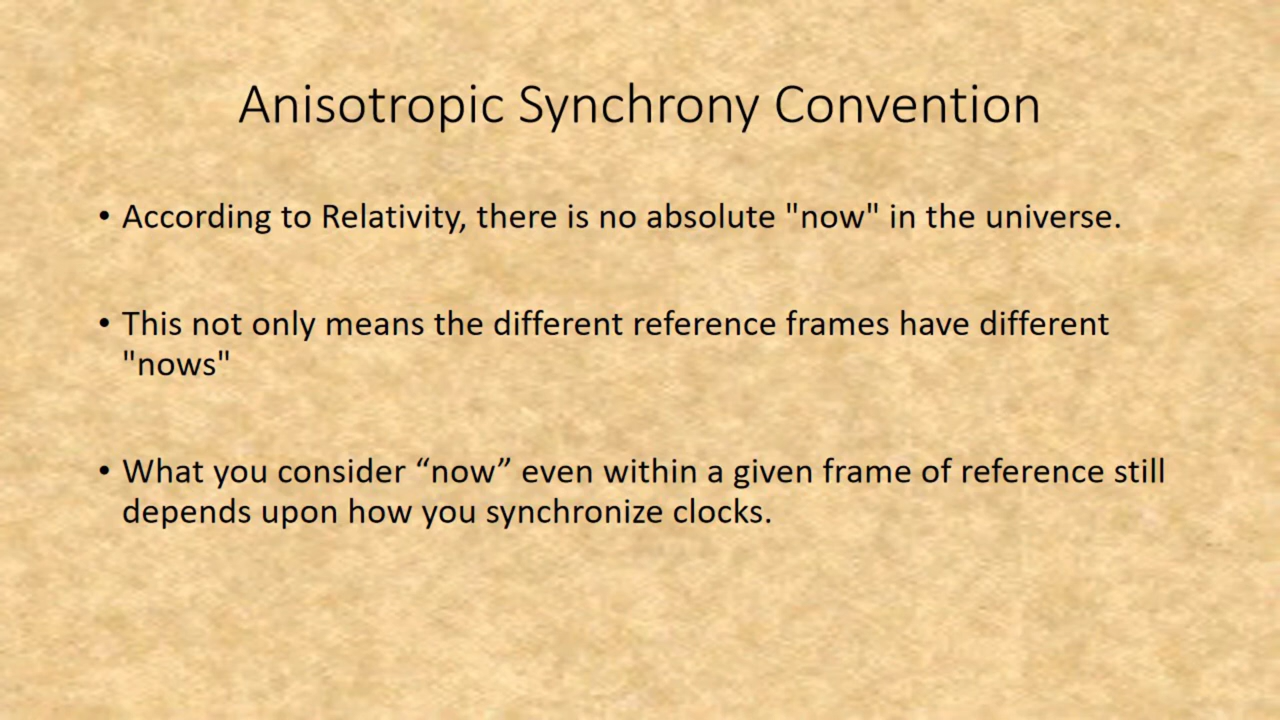 Anisotropic Synchrony Convention
• According to Relativity, there is no absolute "now" in the universe.
• This not only means the different reference frames have different
"nows"
• What you consider “now” even within a given frame of reference still
depends upon how you synchronize clocks.